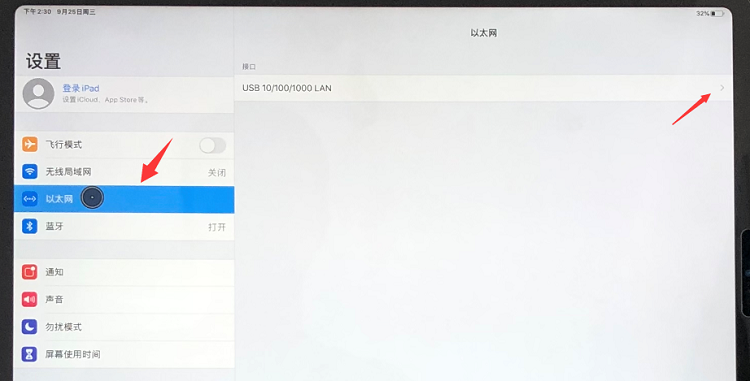 下午2:30 9月25日周三
32%
设置
以太网
登录 iPad
设置 iCloud、App Store 等。
接口
USB 10/100/1000 LAN
飞行模式
无线局域网 关闭
以太网
蓝牙 打开
通知
声音
勿扰模式
屏幕使用时间